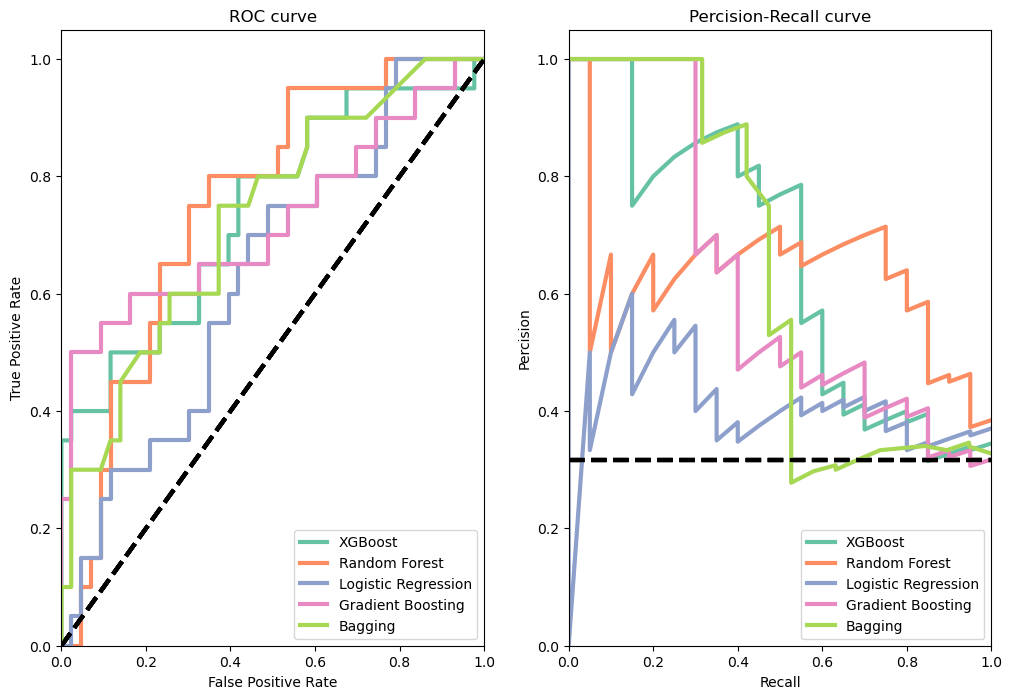 ROC curve
True Positive Rate
1.0
0.8
0.6
0.4
0.2
0.0
0.0 0.2 0.4 0.6 0.8 1.0
False Positive Rate
XGBoost
Random Forest
Logistic Regression
Gradient Boosting
Bagging
Percision-Recall curve
Percision
1.0
0.8
0.6
0.4
0.2
0.0
0.0 0.2 0.4 0.6 0.8 1.0
Recall
XGBoost
Random Forest
Logistic Regression
Gradient Boosting
Bagging